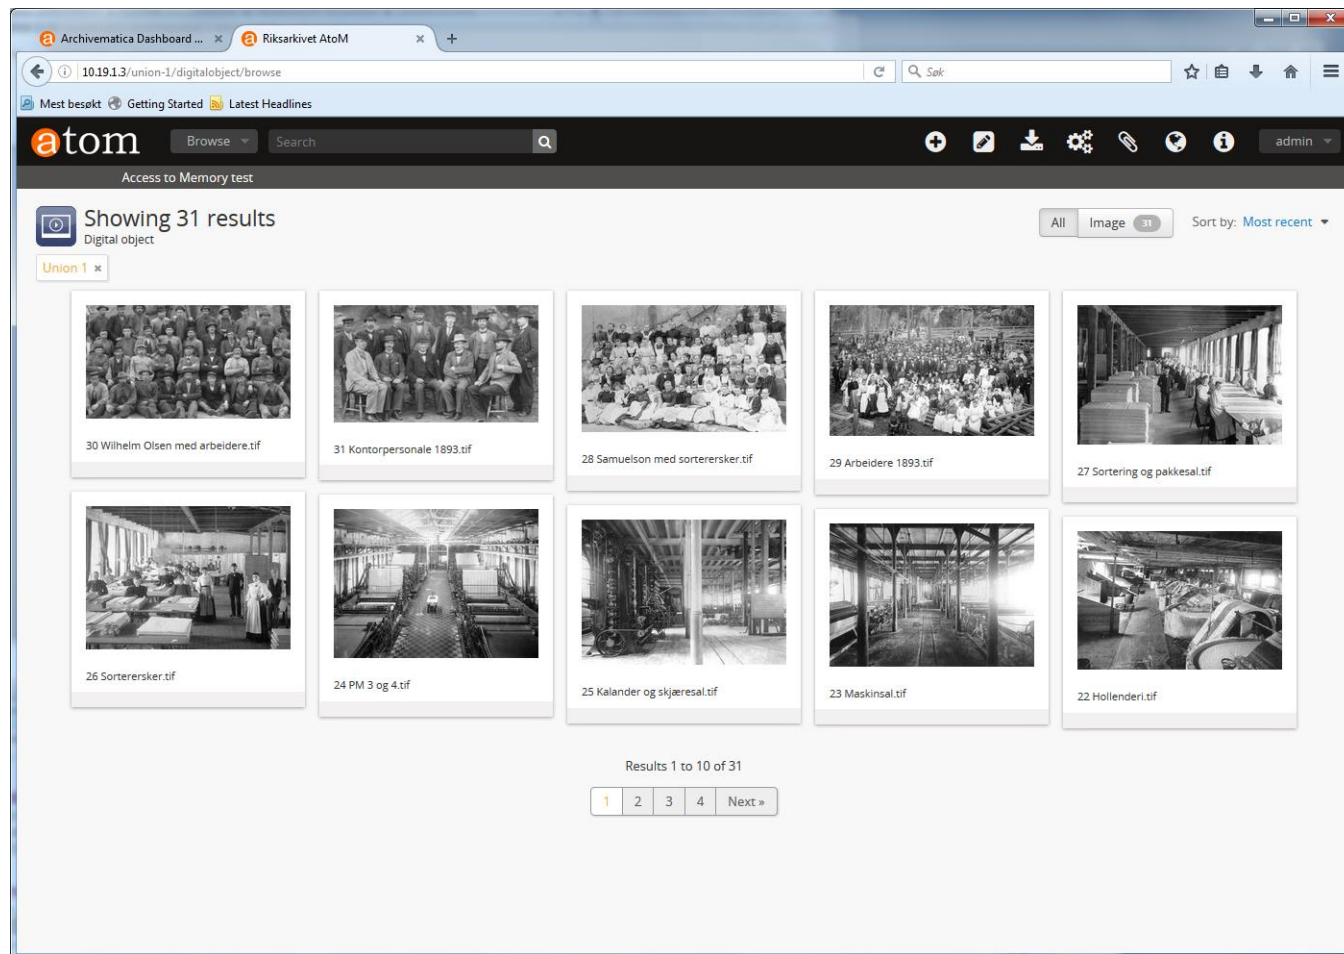 Archivematica Dashboard ...
Riksarkivet AtoM
10.19.1.3/union-1/digitalobject/browse
Søk
Mest besøkt Getting Started Latest Headlines
atom Browse Search admin
Access to Memory test
Showing 31 results
Digital object
All Image 31 Sort by: Most recent
Union 1
30 Wilhelm Olsen med arbeidere.tif
31 Kontorpersonale 1893.tif
28 Samuelson med sorterersker.tif
29 Arbeidere 1893.tif
27 Sortering og pakkesal.tif
26 Sorterersker.tif
24 PM 3 og 4.tif
25 Kalander og skjæresal.tif
23 Maskinsal.tif
22 Hollenderi.tif
Results 1 to 10 of 31
1 2 3 4 Next »